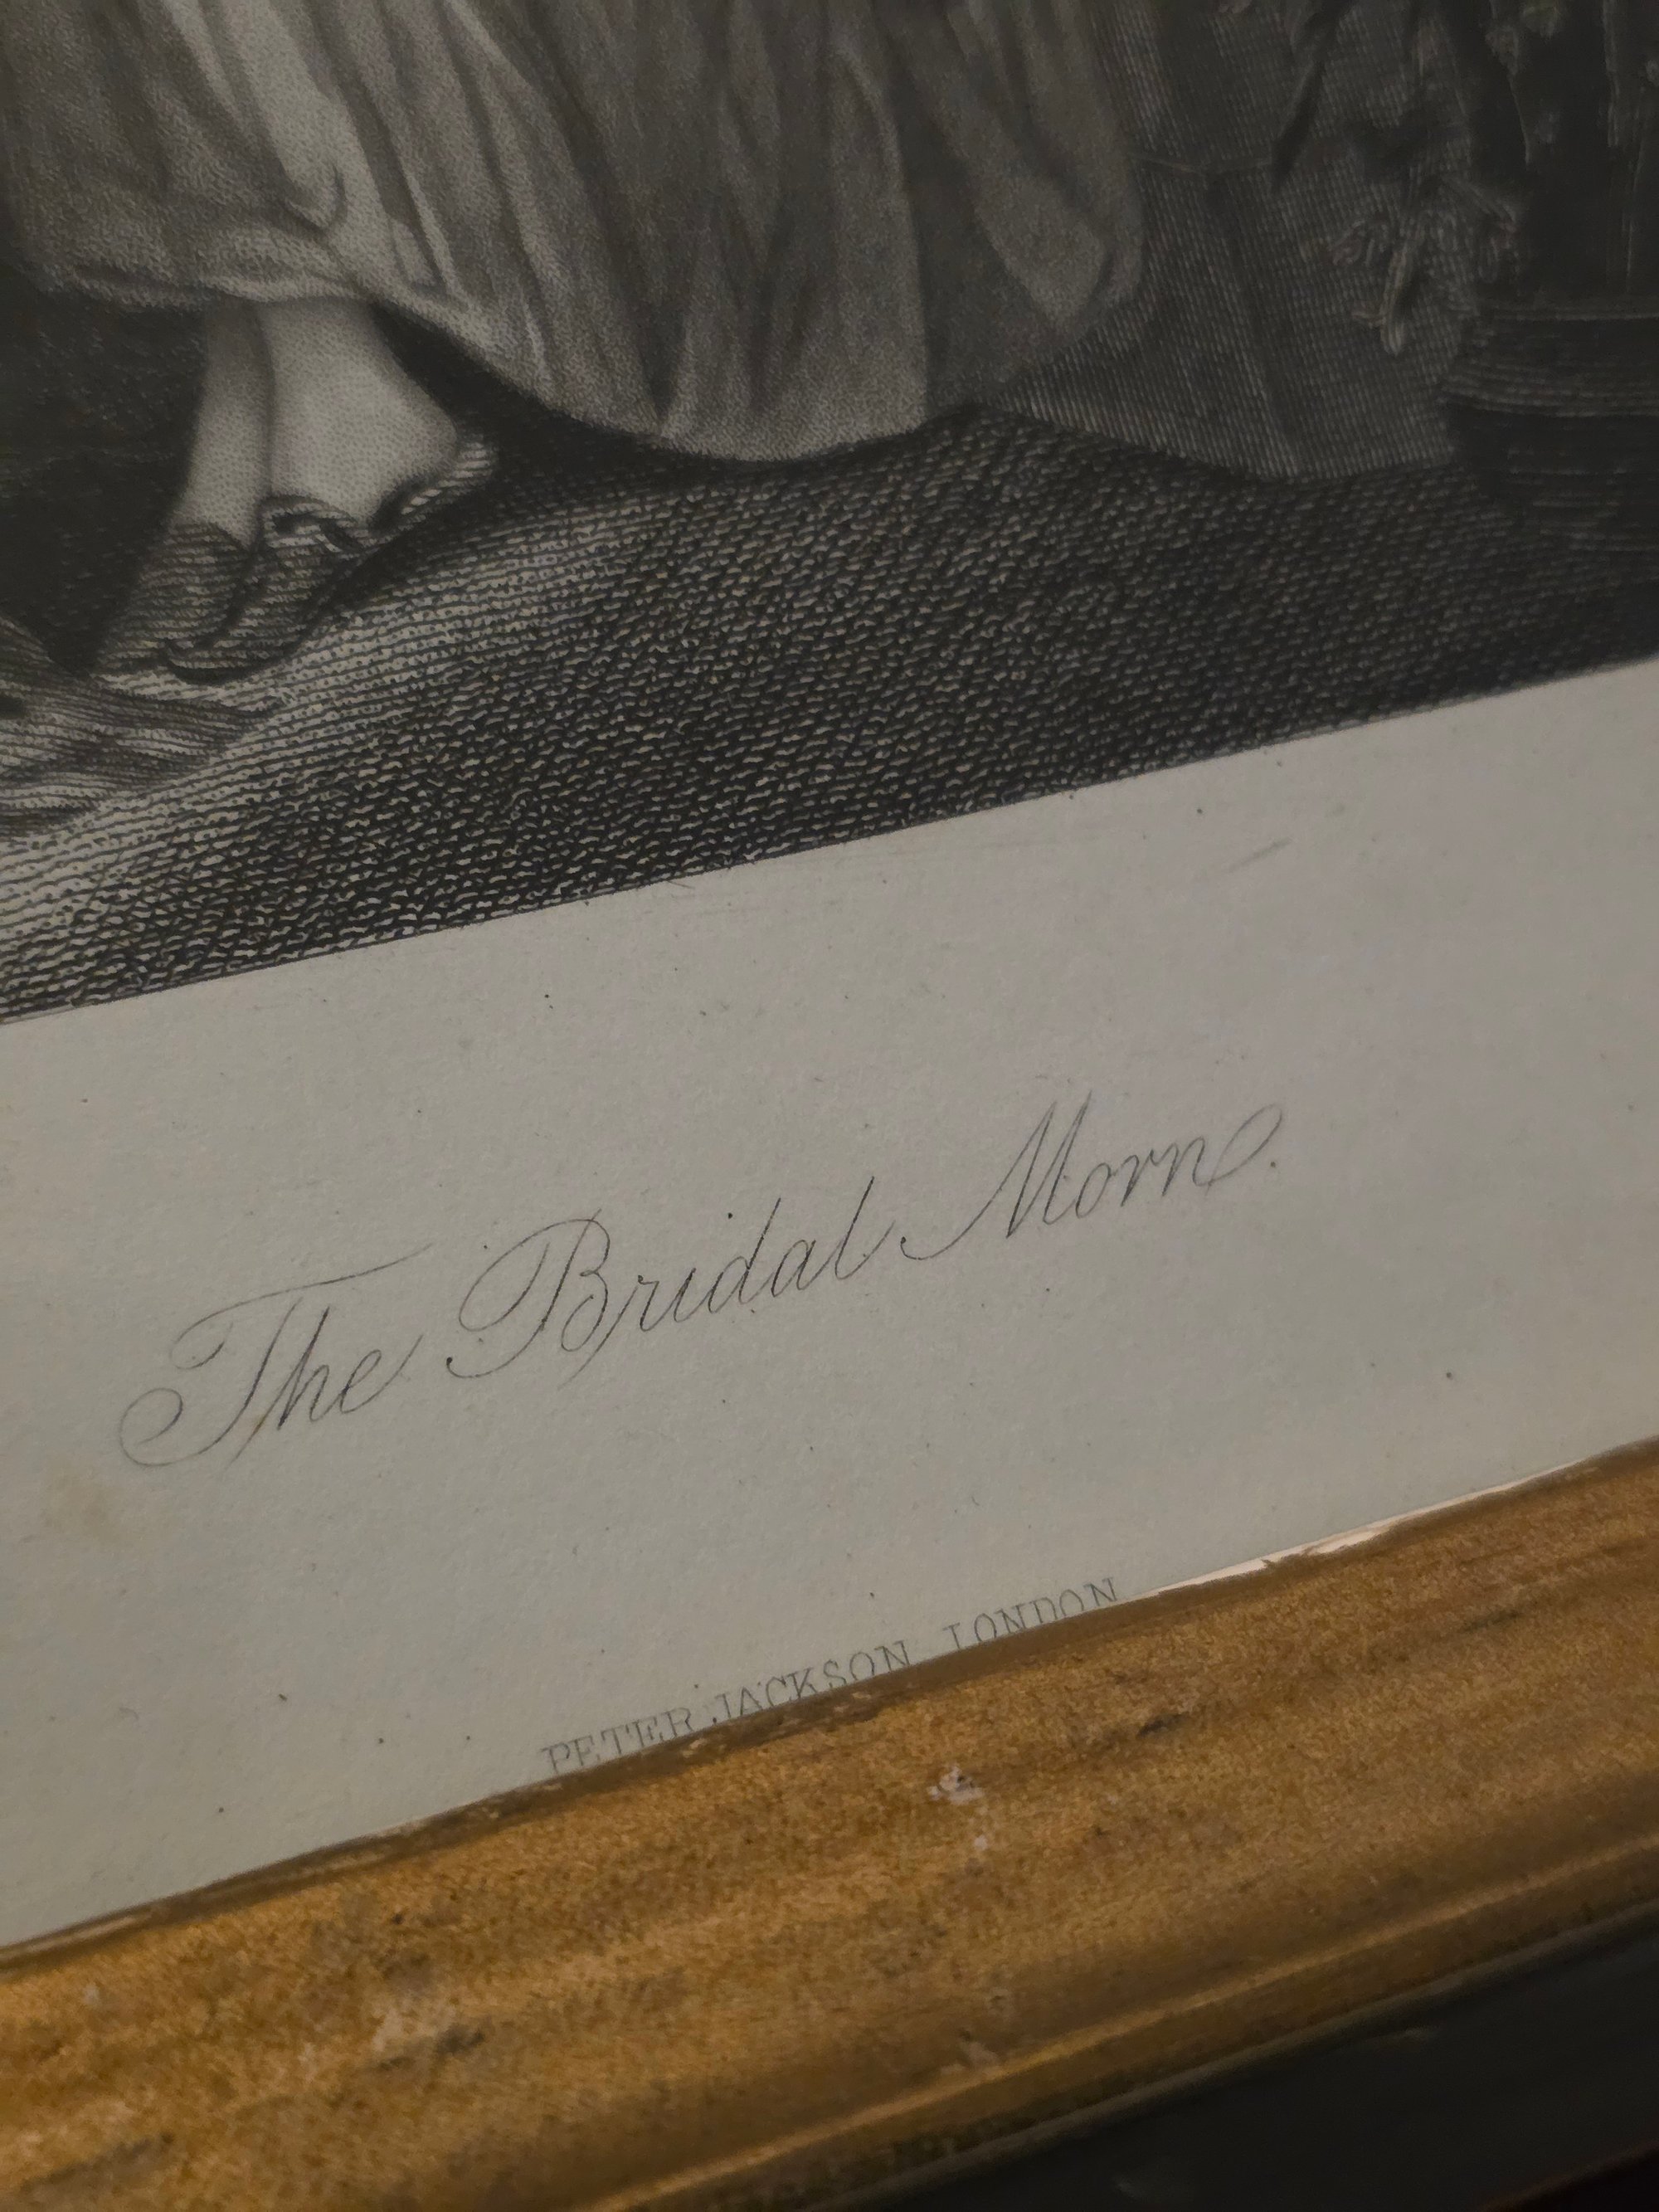 The Bridal Morn.
PETER JACKSON, LONDON